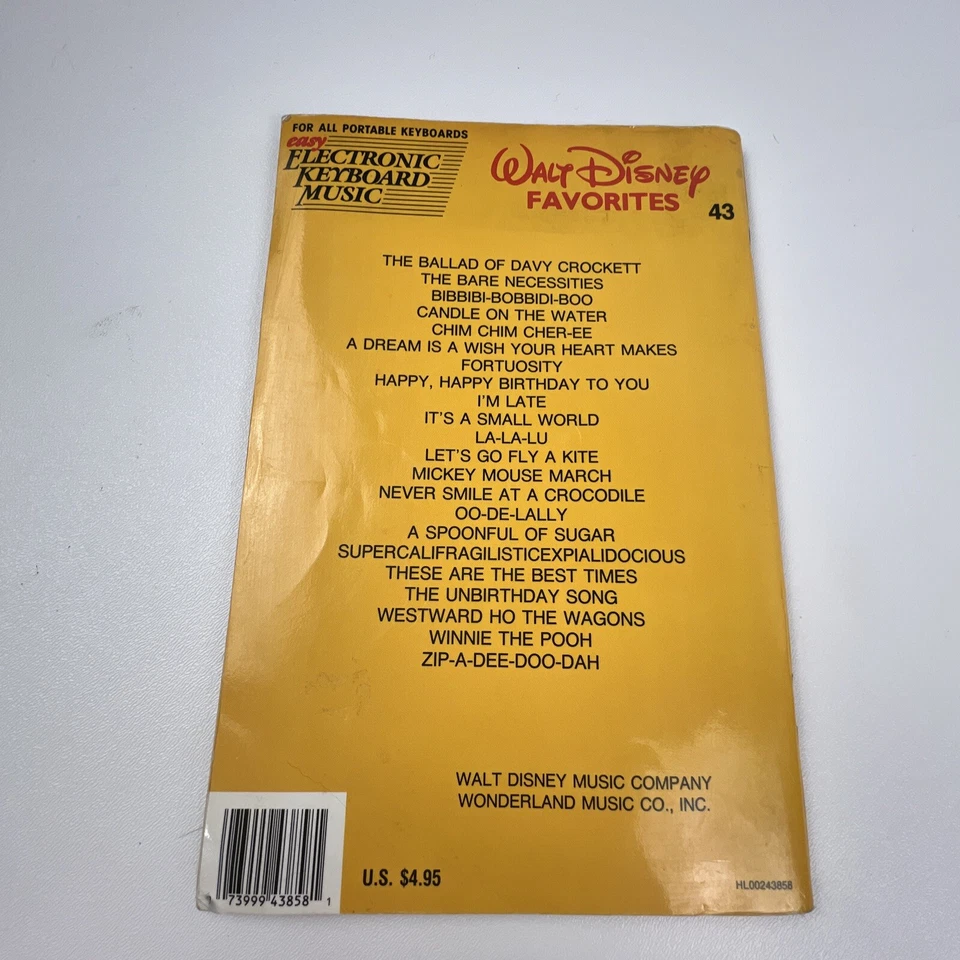 FOR ALL PORTABLE KEYBOARDS
easy
ELECTRONIC
KEYBOARD
MUSIC
WALT DISNEY
FAVORITES
43
THE BALLAD OF DAVY CROCKETT
THE BARE NECESSITIES
BIBBIBI-BOBBIDI-BOO
CANDLE ON THE WATER
CHIM CHIM CHER-EE
A DREAM IS A WISH YOUR HEART MAKES
FORTUOSITY
HAPPY, HAPPY BIRTHDAY TO YOU
I'M LATE
IT'S A SMALL WORLD
LA-LA-LU
LET'S GO FLY A KITE
MICKEY MOUSE MARCH
NEVER SMILE AT A CROCODILE
OO-DE-LALLY
A SPOONFUL OF SUGAR
SUPERCALIFRAGILISTICEXPIALIDOCIOUS
THESE ARE THE BEST TIMES
THE UNBIRTHDAY SONG
WESTWARD HO THE WAGONS
WINNIE THE POOH
ZIP-A-DEE-DOO-DAH
WALT DISNEY MUSIC COMPANY
WONDERLAND MUSIC CO., INC.
U.S. $4.95
HL00243858
73999 43858 1